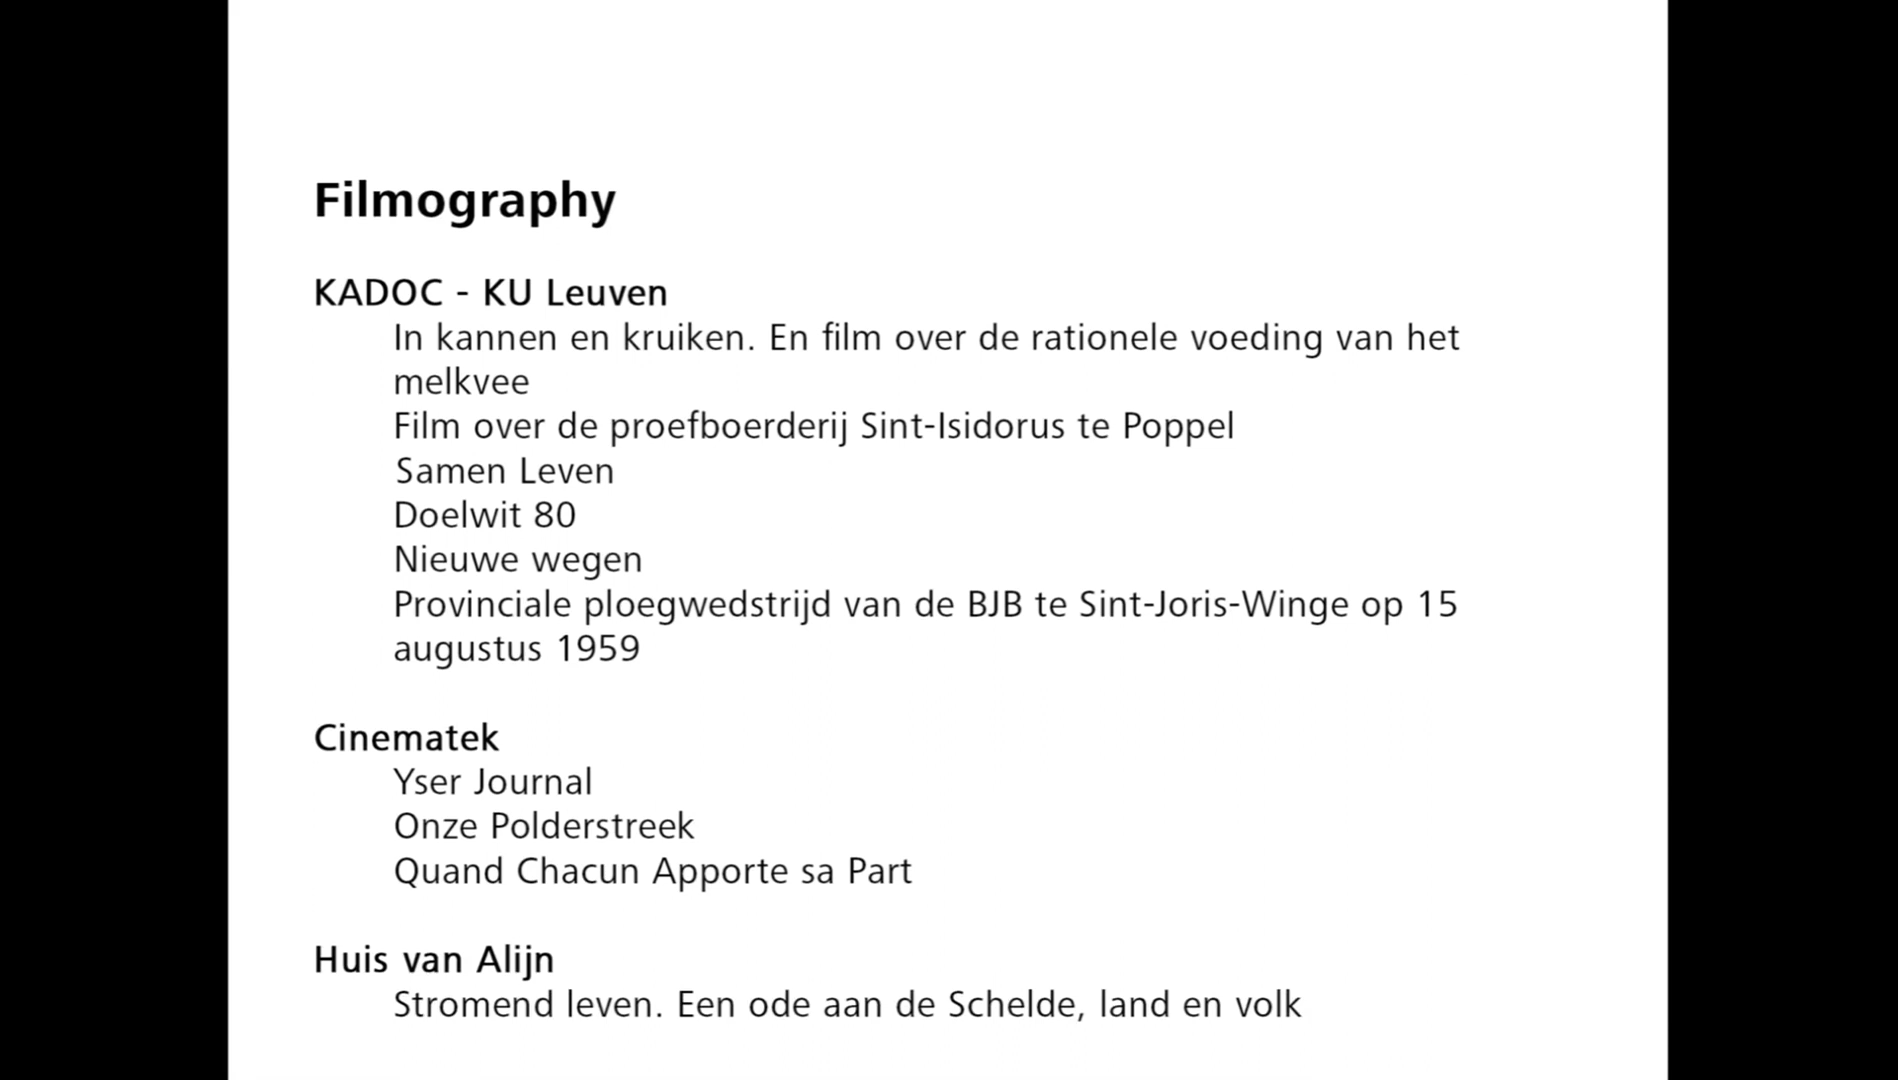 Filmography
KADOC - KU Leuven
In kannen en kruiken. En film over de rationele voeding van het
melkvee
Film over de proefboerderij Sint-Isidorus te Poppel
Samen Leven
Doelwit 80
Nieuwe wegen
Provinciale ploegwedstrijd van de BJB te Sint-Joris-Winge op 15
augustus 1959
Cinematek
Yser Journal
Onze Polderstreek
Quand Chacun Apporte sa Part
Huis van Alijn
Stromend leven. Een ode aan de Schelde, land en volk